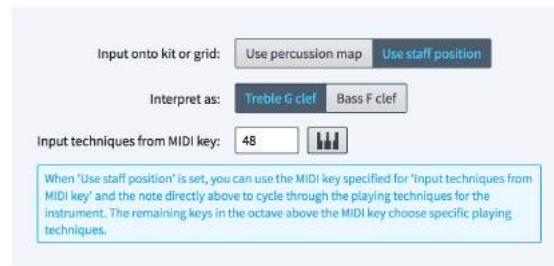 Input onto kit or grid: Use percussion map Use staff position
Interpret as: Treble G clef Bass F clef
Input techniques from MIDI key: 48
When 'Use staff position' is set, you can use the MIDI key specified for 'Input techniques from
MIDI key' and the note directly above to cycle through the playing techniques for the
instrument. The remaining keys in the octave above the MIDI key choose specific playing
techniques.